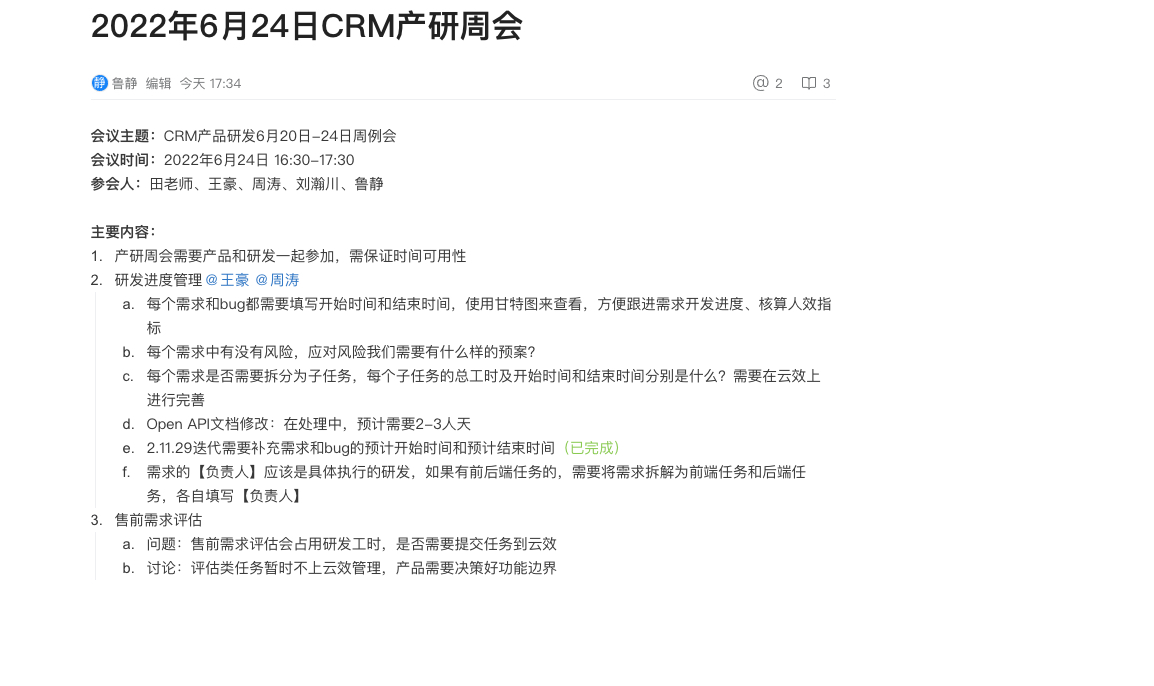 2022年6月24日CRM产研周会
静 鲁静 编辑 今天 17:34 @ 2 3
会议主题：CRM产品研发6月20日-24日周例会
会议时间：2022年6月24日 16:30-17:30
参会人：田老师、王豪、周涛、刘瀚川、鲁静
主要内容：
1. 产研周会需要产品和研发一起参加，需保证时间可用性
2. 研发进度管理 @王豪 @周涛
a. 每个需求和bug都需要填写开始时间和结束时间，使用甘特图来查看，方便跟进需求开发进度、核算人效指
标
b. 每个需求中有没有风险，应对风险我们需要有什么样的预案？
c. 每个需求是否需要拆分为子任务，每个子任务的总工时及开始时间和结束时间分别是什么？需要在云效上
进行完善
d. Open API文档修改：在处理中，预计需要2-3人天
e. 2.11.29迭代需要补充需求和bug的预计开始时间和预计结束时间（已完成）
f. 需求的【负责人】应该是具体执行的研发，如果有前后端任务的，需要将需求拆解为前端任务和后端任
务，各自填写【负责人】
3. 售前需求评估
a. 问题：售前需求评估会占用研发工时，是否需要提交任务到云效
b. 讨论：评估类任务暂时不上云效管理，产品需要决策好功能边界